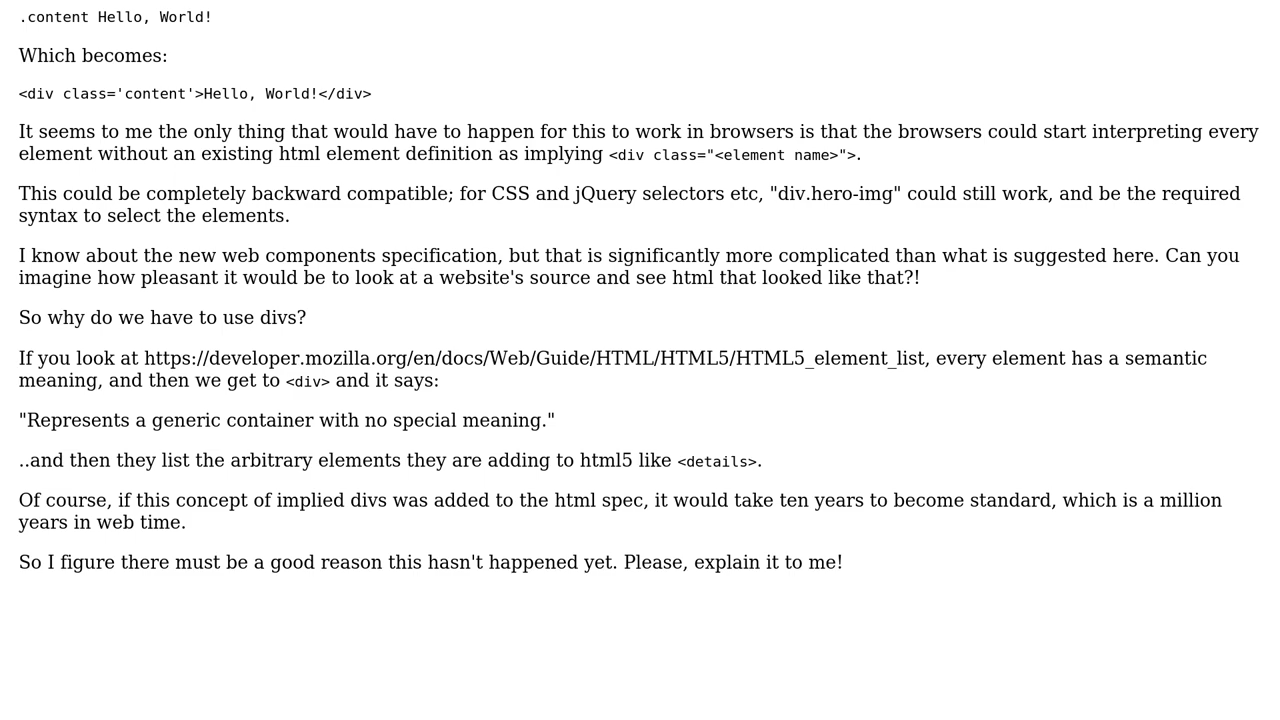 .content Hello, World!
Which becomes:
<div class='content'>Hello, World!</div>
It seems to me the only thing that would have to happen for this to work in browsers is that the browsers could start interpreting every
element without an existing html element definition as implying <div class="<element name>">.
This could be completely backward compatible; for CSS and jQuery selectors etc, "div.hero-img" could still work, and be the required
syntax to select the elements.
I know about the new web components specification, but that is significantly more complicated than what is suggested here. Can you
imagine how pleasant it would be to look at a website's source and see html that looked like that?!
So why do we have to use divs?
If you look at https://developer.mozilla.org/en/docs/Web/Guide/HTML/HTML5/HTML5_element_list, every element has a semantic
meaning, and then we get to <div> and it says:
"Represents a generic container with no special meaning."
..and then they list the arbitrary elements they are adding to html5 like <details>.
Of course, if this concept of implied divs was added to the html spec, it would take ten years to become standard, which is a million
years in web time.
So I figure there must be a good reason this hasn't happened yet. Please, explain it to me!